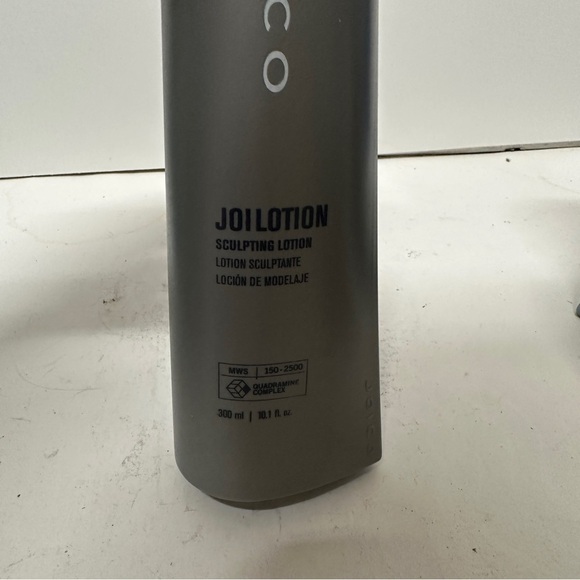 CO
JOILOTION
SCULPTING LOTION
LOTION SCULPTANTE
LOCIÓN DE MODELAJE
MWS | 150-2500
QUADRAMINE
COMPLEX
300 ml | 10.1 fl. oz.